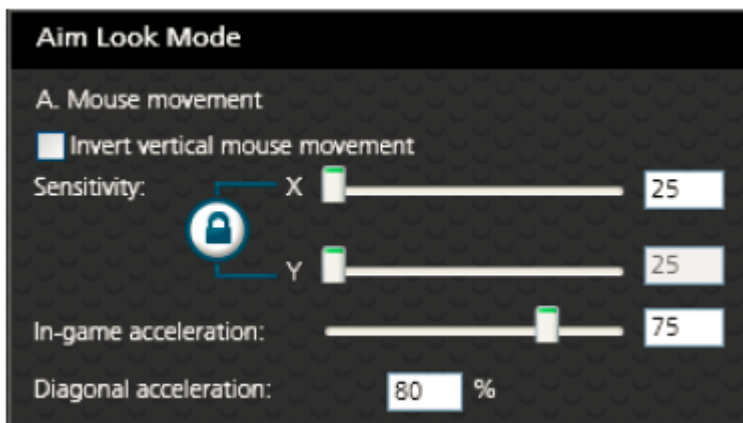 Aim Look Mode
A. Mouse movement
Invert vertical mouse movement
Sensitivity: X 25
Y 25
In-game acceleration: 75
Diagonal acceleration: 80 %